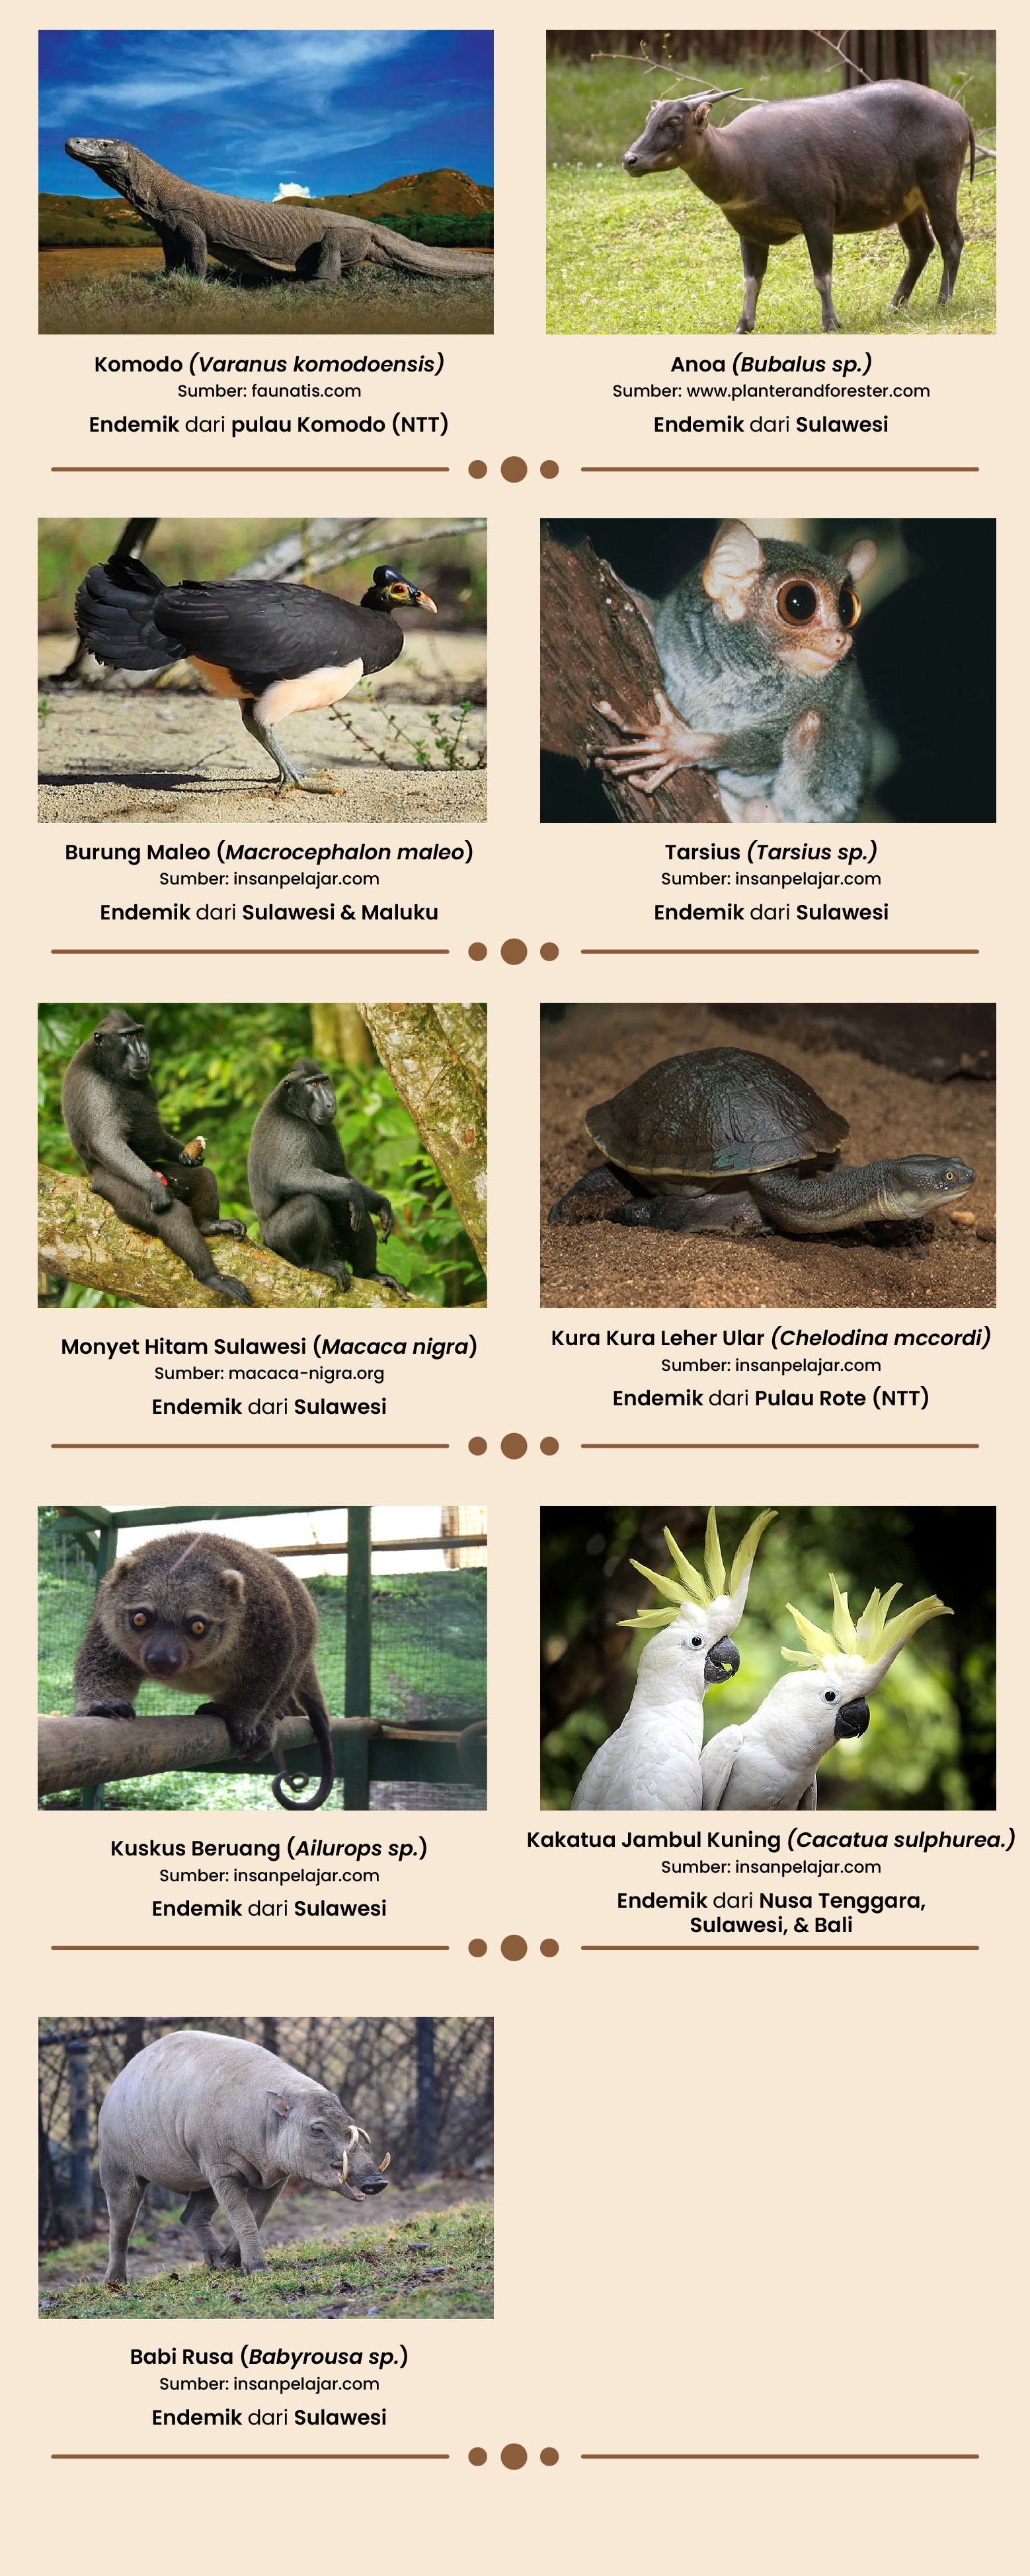 Komodo (Varanus komodoensis)
Sumber: faunatis.com
Endemik dari pulau Komodo (NTT)
Anoa (Bubalus sp.)
Sumber: www.planterandforester.com
Endemik dari Sulawesi
Burung Maleo (Macrocephalon maleo)
Sumber: insanpelajar.com
Endemik dari Sulawesi & Maluku
Tarsius (Tarsius sp.)
Sumber: insanpelajar.com
Endemik dari Sulawesi
Monyet Hitam Sulawesi (Macaca nigra)
Sumber: macaca-nigra.org
Endemik dari Sulawesi
Kura Kura Leher Ular (Chelodina mccordi)
Sumber: insanpelajar.com
Endemik dari Pulau Rote (NTT)
Kuskus Beruang (Ailurops sp.)
Sumber: insanpelajar.com
Endemik dari Sulawesi
Kakatua Jambul Kuning (Cacatua sulphurea.)
Sumber: insanpelajar.com
Endemik dari Nusa Tenggara,
Sulawesi, & Bali
Babi Rusa (Babyrousa sp.)
Sumber: insanpelajar.com
Endemik dari Sulawesi